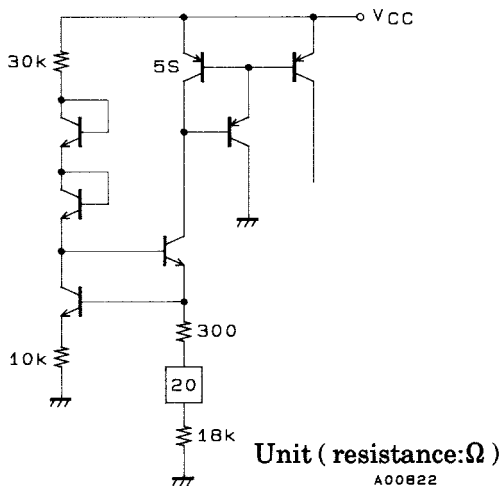 VCC
30k
5S
300
10k
20
18k
Unit ( resistance:Ω )
A00822